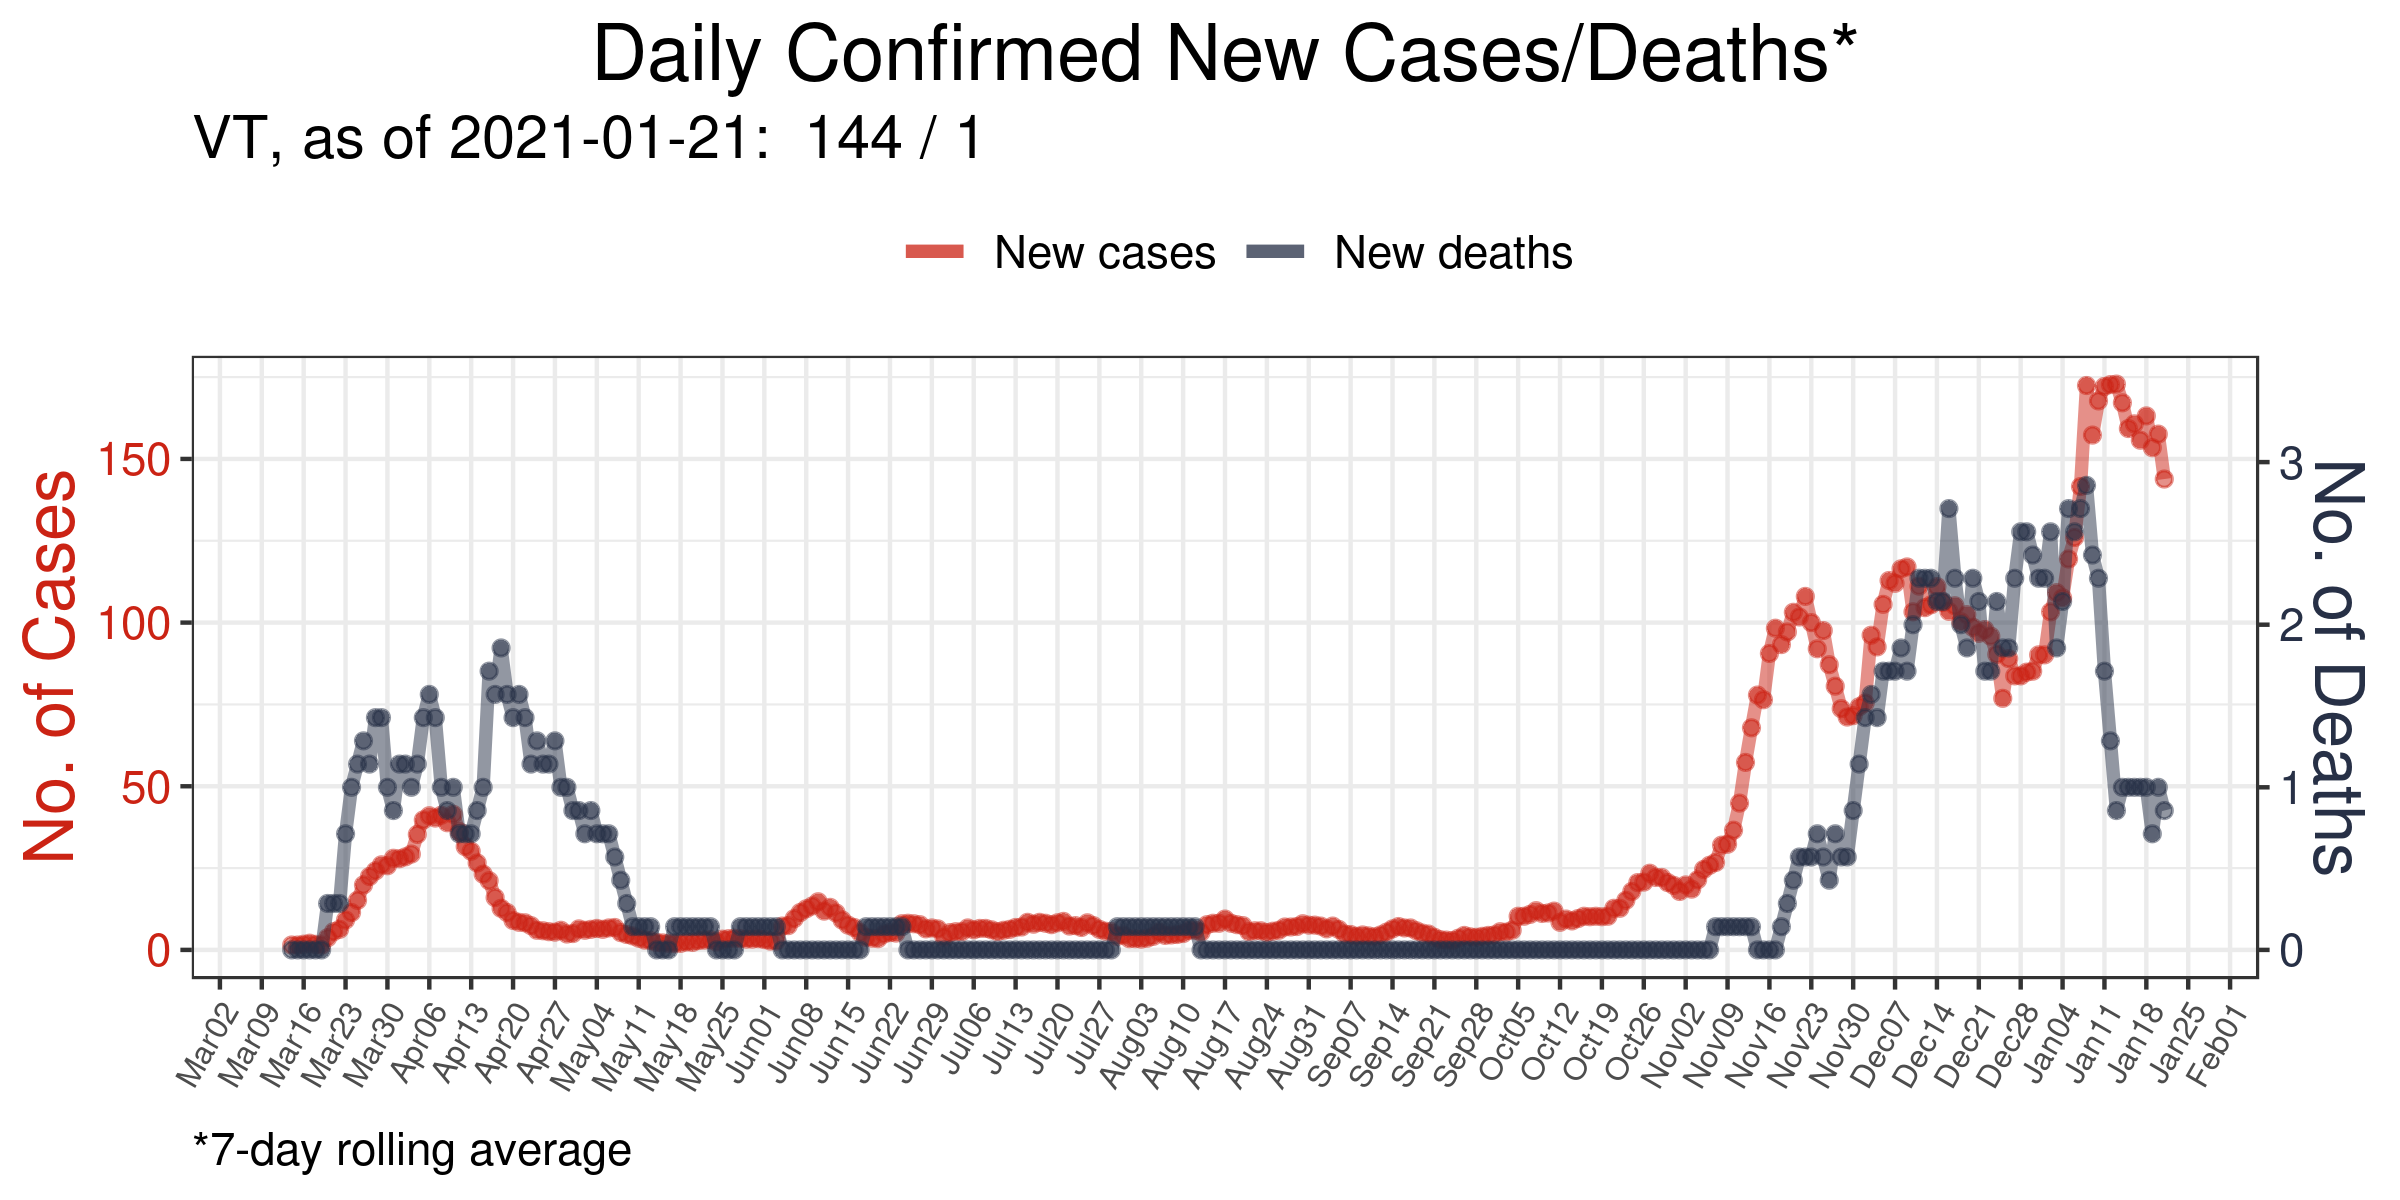 Daily Confirmed New Cases/Deaths*
VT, as of 2021-01-21:  144 / 1
New cases
New deaths
No. of Cases
150
100
50
0
3
2
1
0
No. of Deaths
Mar02
Mar09
Mar16
Mar23
Mar30
Apr06
Apr13
Apr20
Apr27
May04
May11
May18
May25
Jun01
Jun08
Jun15
Jun22
Jun29
Jul06
Jul13
Jul20
Jul27
Aug03
Aug10
Aug17
Aug24
Aug31
Sep07
Sep14
Sep21
Sep28
Oct05
Oct12
Oct19
Oct26
Nov02
Nov09
Nov16
Nov23
Nov30
Dec07
Dec14
Dec21
Dec28
Jan04
Jan11
Jan18
Jan25
Feb01
*7-day rolling average